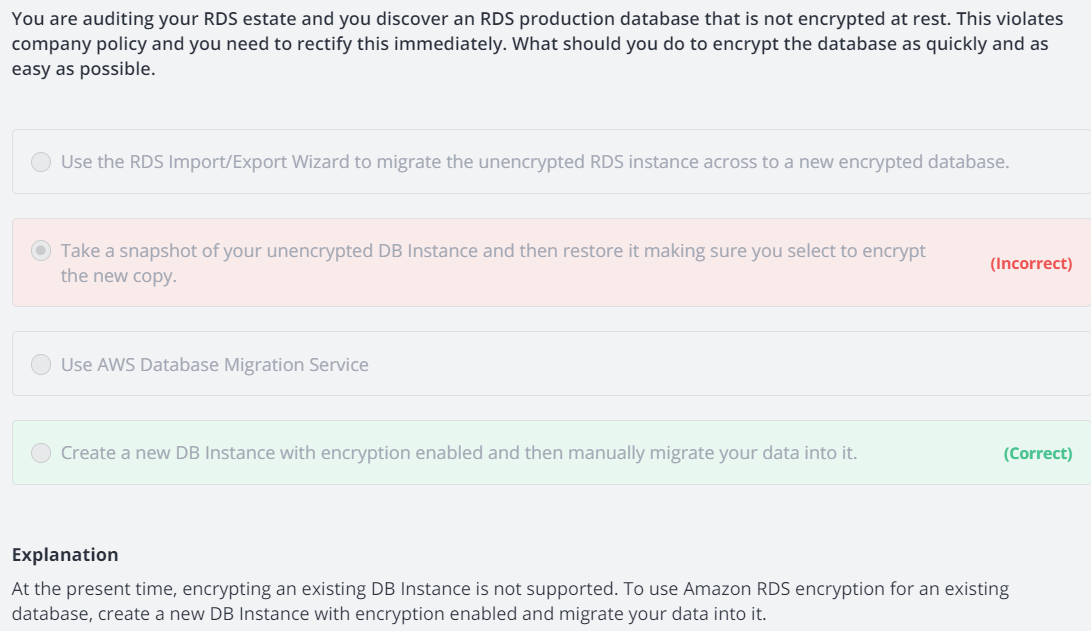 You are auditing your RDS estate and you discover an RDS production database that is not encrypted at rest. This violates
company policy and you need to rectify this immediately. What should you do to encrypt the database as quickly and as
easy as possible.
Use the RDS Import/Export Wizard to migrate the unencrypted RDS instance across to a new encrypted database.
Take a snapshot of your unencrypted DB Instance and then restore it making sure you select to encrypt
the new copy.
(Incorrect)
Use AWS Database Migration Service
Create a new DB Instance with encryption enabled and then manually migrate your data into it.
(Correct)
Explanation
At the present time, encrypting an existing DB Instance is not supported. To use Amazon RDS encryption for an existing
database, create a new DB Instance with encryption enabled and migrate your data into it.